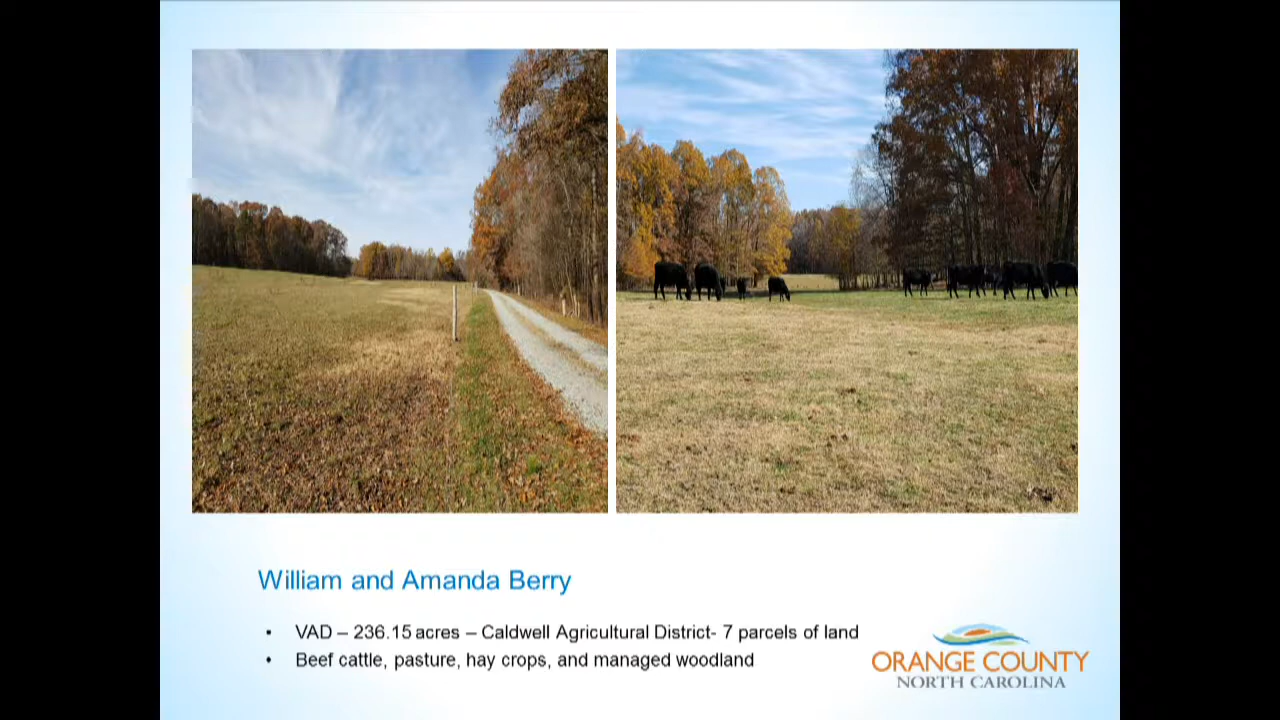 William and Amanda Berry
• VAD – 236.15 acres – Caldwell Agricultural District- 7 parcels of land
• Beef cattle, pasture, hay crops, and managed woodland
ORANGE COUNTY
NORTH CAROLINA